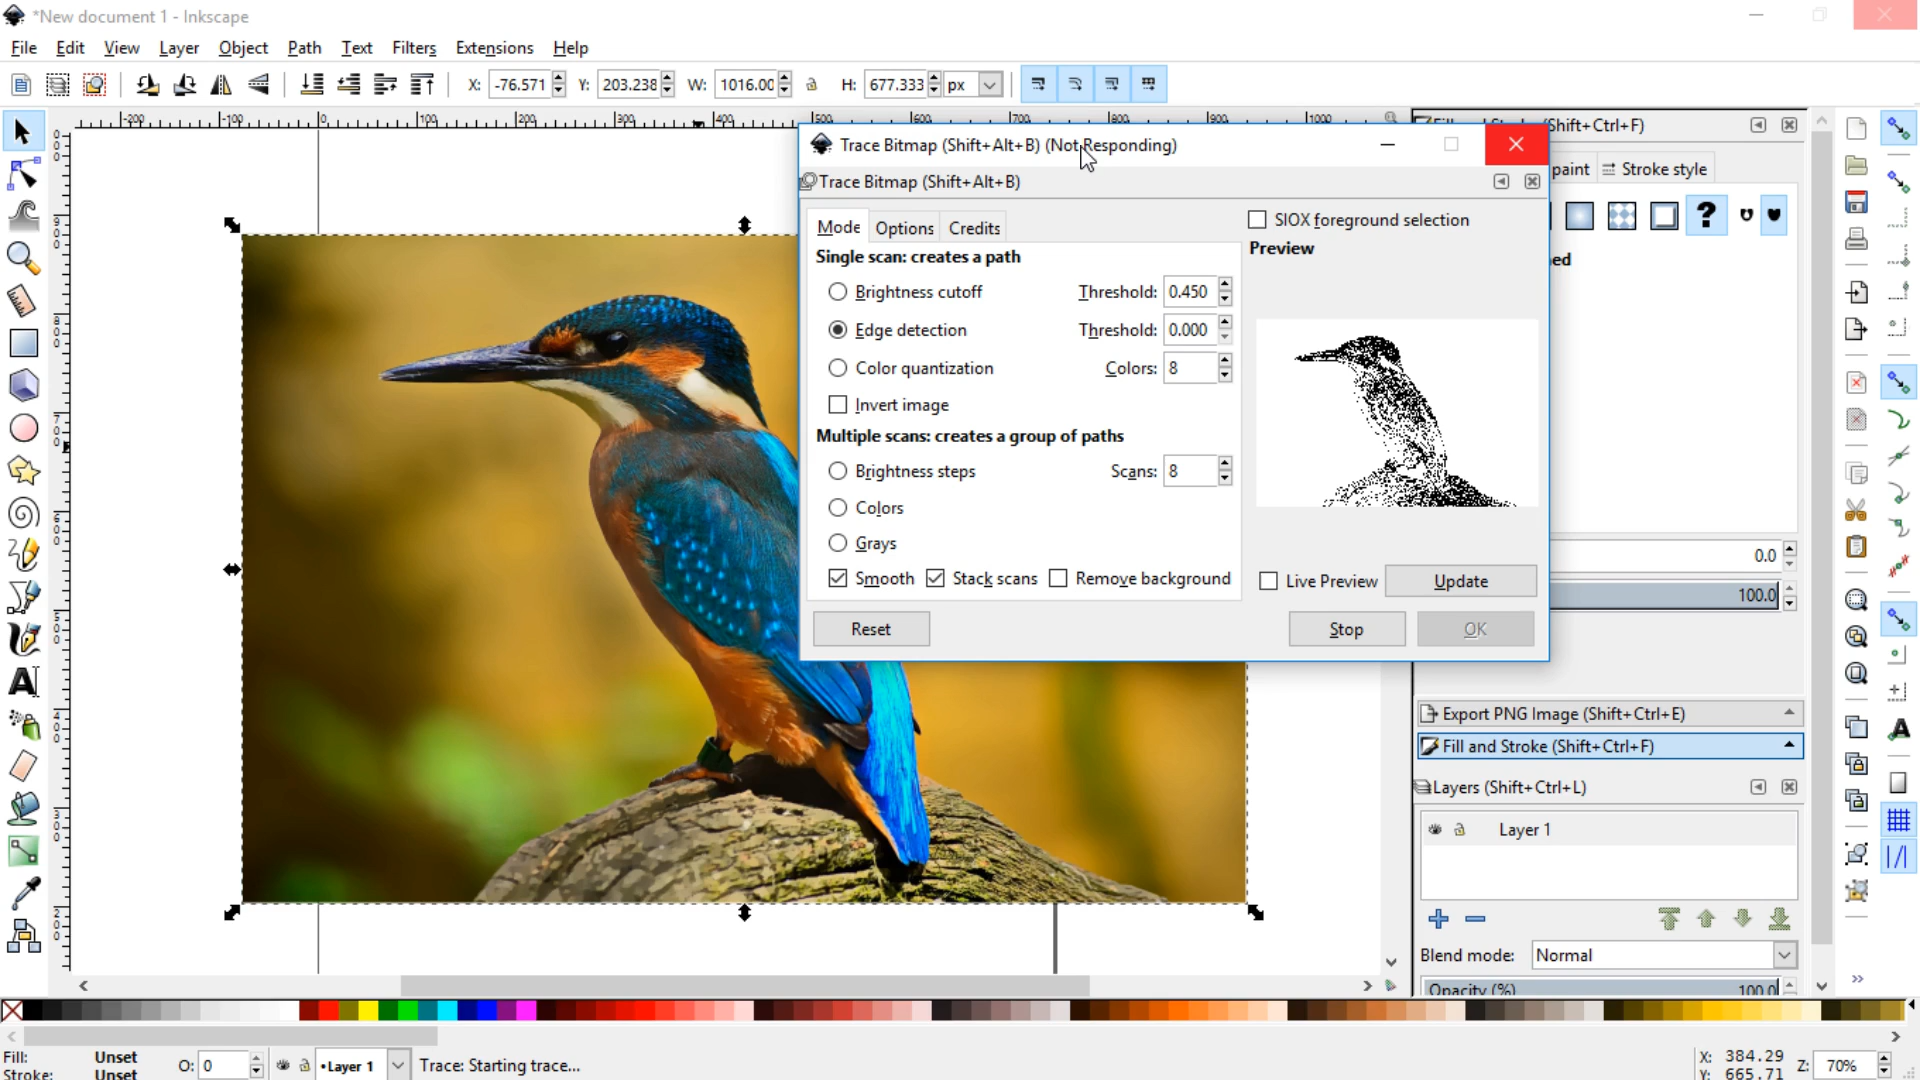 *New document 1 - Inkscape
File Edit View Layer Object Path Text Filters Extensions Help
X: -76.571 Y: 203.238 W: 1016.00 H: 677.333 px
Trace Bitmap (Shift+Alt+B) (Not Responding)
Shift+Ctrl+F)
Trace Bitmap (Shift+Alt+B)
paint Stroke style
Mode Options Credits
SIOX foreground selection
Single scan: creates a path
Preview
Brightness cutoff Threshold: 0.450
Edge detection Threshold: 0.000
Color quantization Colors: 8
Invert image
Multiple scans: creates a group of paths
Brightness steps Scans: 8
Colors
Grays
Smooth Stack scans Remove background
Live Preview Update
Reset Stop OK
0.0
100.0
Export PNG Image (Shift+Ctrl+E)
Fill and Stroke (Shift+Ctrl+F)
Layers (Shift+Ctrl+L)
Layer 1
Blend mode: Normal
Opacity (%) 100.0
Fill: Unset
Stroke: Unset
O: 0
•Layer 1 Trace: Starting trace...
X: 384.29
Y: 665.71
Z: 70%